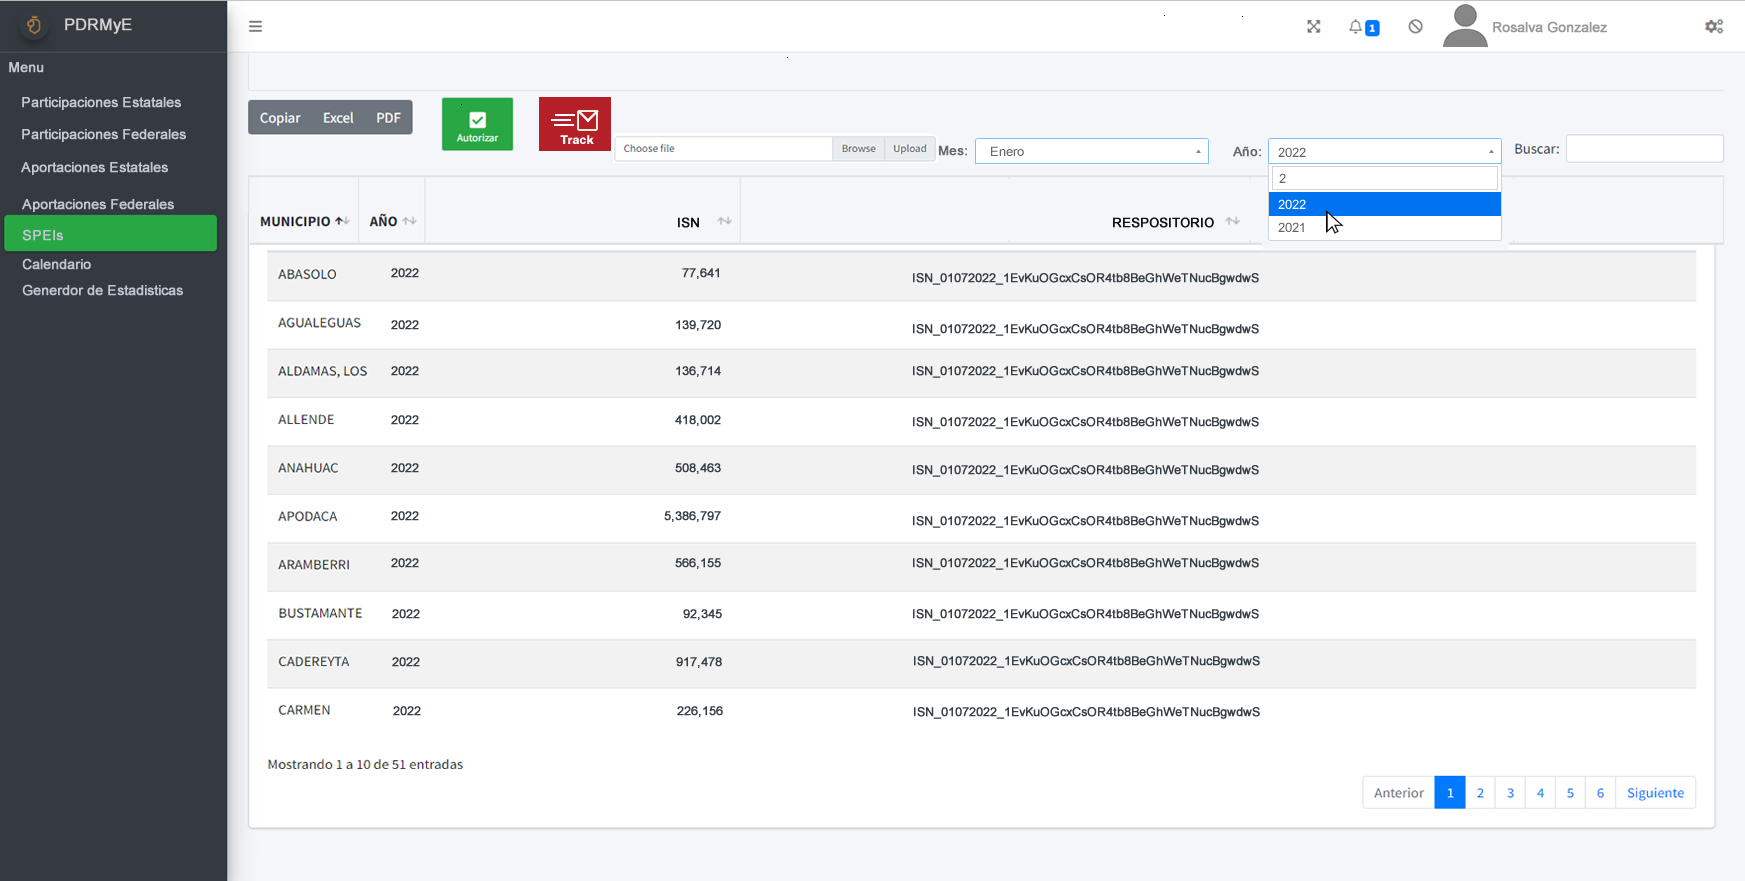 PDRMyE
1
Rosalva Gonzalez
Menu
Participaciones Estatales
Participaciones Federales
Aportaciones Estatales
Aportaciones Federales
SPEIs
Calendario
Generdor de Estadisticas
Copiar Excel PDF
Autorizar
Track
Choose file Browse Upload
Mes: Enero
Año: 2022
Buscar:
2
2022
2021
MUNICIPIO AÑO ISN RESPOSITORIO
ABASOLO 2022 77,641 ISN_01072022_1EvKuOGcxCsOR4tb8BeGhWeTNucBgwdwS
AGUALEGUAS 2022 139,720 ISN_01072022_1EvKuOGcxCsOR4tb8BeGhWeTNucBgwdwS
ALDAMAS, LOS 2022 136,714 ISN_01072022_1EvKuOGcxCsOR4tb8BeGhWeTNucBgwdwS
ALLENDE 2022 418,002 ISN_01072022_1EvKuOGcxCsOR4tb8BeGhWeTNucBgwdwS
ANAHUAC 2022 508,463 ISN_01072022_1EvKuOGcxCsOR4tb8BeGhWeTNucBgwdwS
APODACA 2022 5,386,797 ISN_01072022_1EvKuOGcxCsOR4tb8BeGhWeTNucBgwdwS
ARAMBERRI 2022 566,155 ISN_01072022_1EvKuOGcxCsOR4tb8BeGhWeTNucBgwdwS
BUSTAMANTE 2022 92,345 ISN_01072022_1EvKuOGcxCsOR4tb8BeGhWeTNucBgwdwS
CADEREYTA 2022 917,478 ISN_01072022_1EvKuOGcxCsOR4tb8BeGhWeTNucBgwdwS
CARMEN 2022 226,156 ISN_01072022_1EvKuOGcxCsOR4tb8BeGhWeTNucBgwdwS
Mostrando 1 a 10 de 51 entradas
Anterior 1 2 3 4 5 6 Siguiente